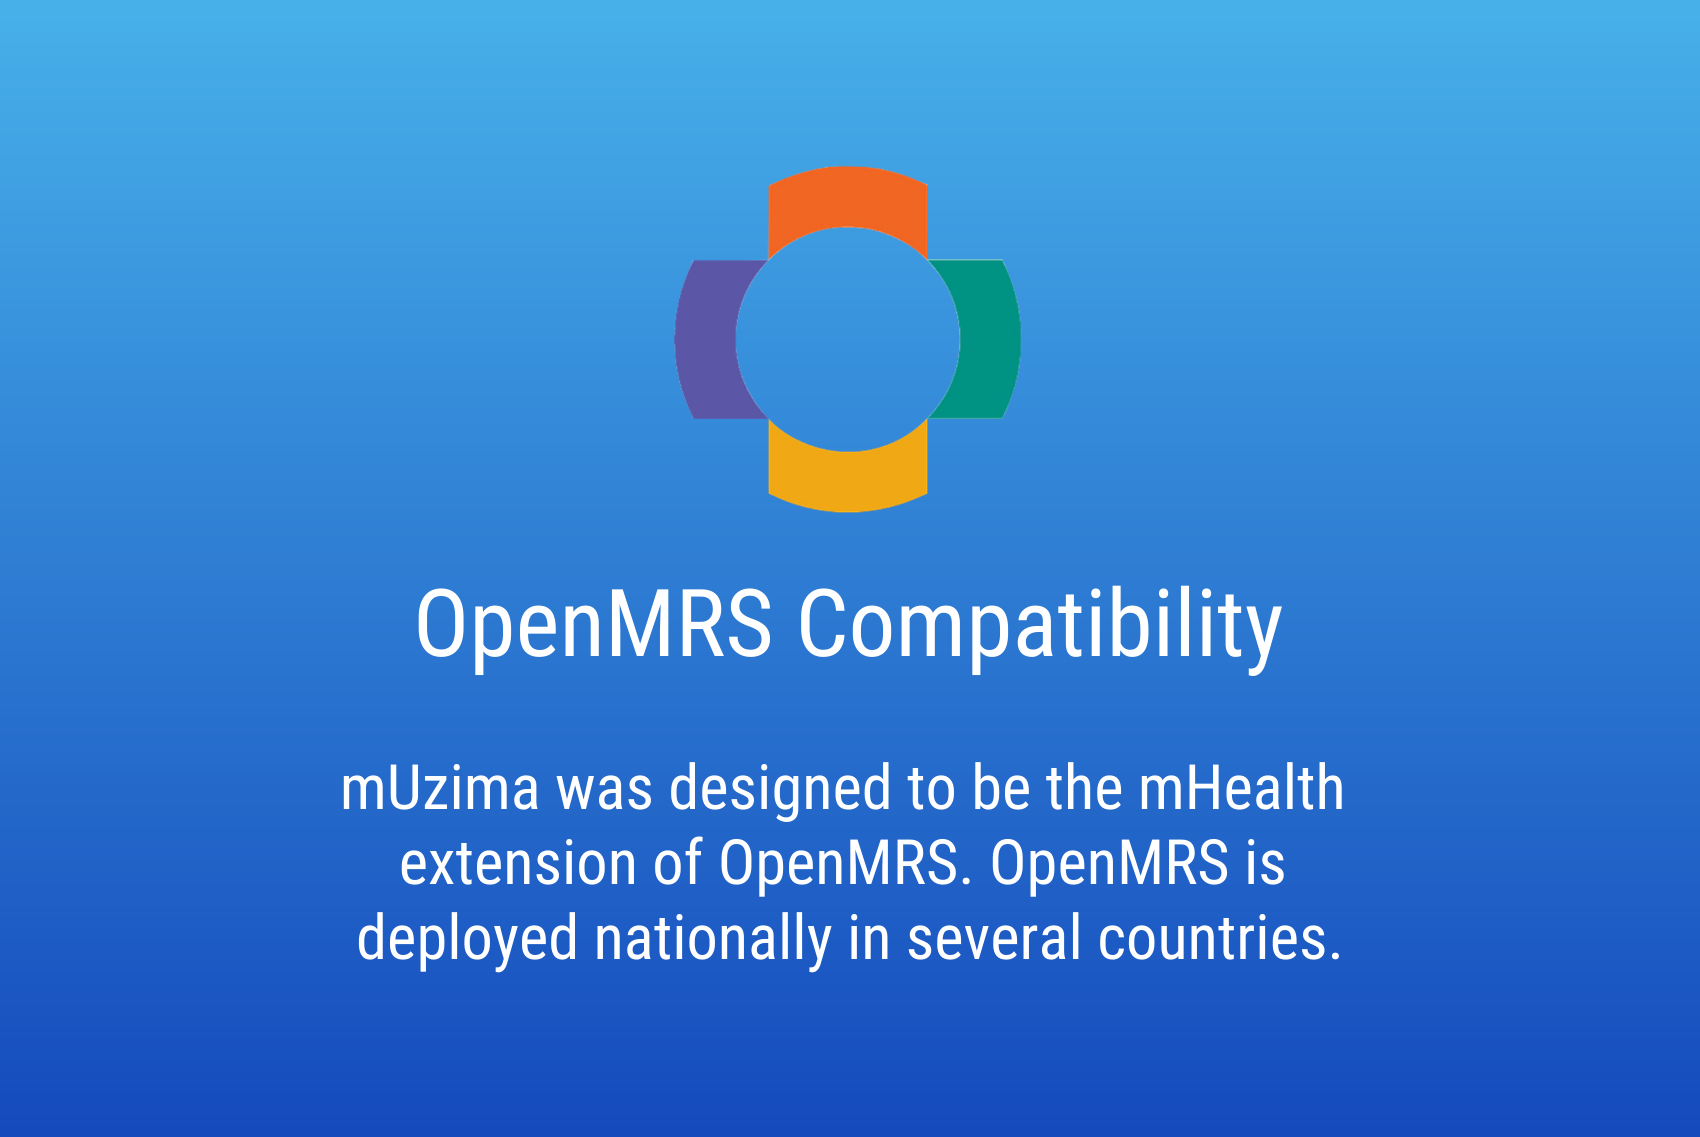 OpenMRS Compatibility
mUzima was designed to be the mHealth
extension of OpenMRS. OpenMRS is
deployed nationally in several countries.